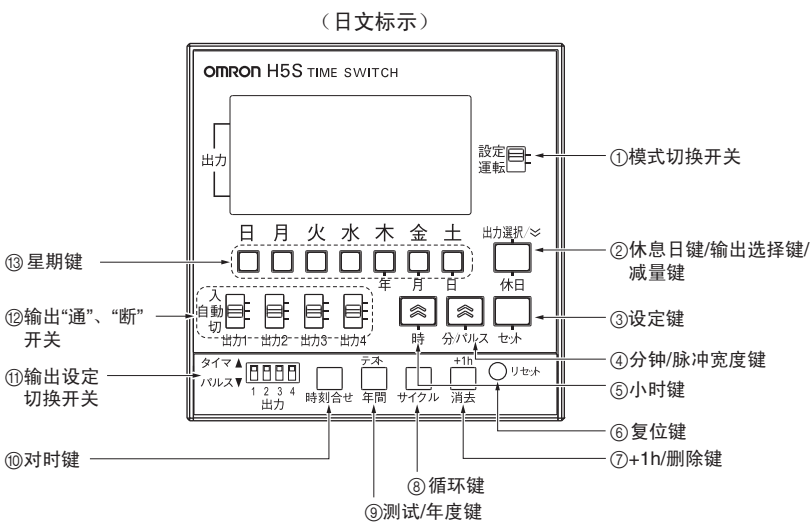 （日文标示）
OMRON H5S TIME SWITCH
出力
設定
運転
①模式切换开关
日 月 火 水 木 金 土
年 月 日
出力選択/≫
休日
②休息日键/输出选择键/
减量键
⑬星期键
入
自動
切
出力1 出力2 出力3 出力4
時
分/パルス
セット
③设定键
⑫输出“通”、“断”
开关
④分钟/脉冲宽度键
タイマ▲
パルス▼
1 2 3 4
出力
時刻合せ
テスト
年間
サイクル
+1h
消去
リセット
⑤小时键
⑪输出设定
切换开关
⑥复位键
⑦+1h/删除键
⑩对时键
⑧循环键
⑨测试/年度键